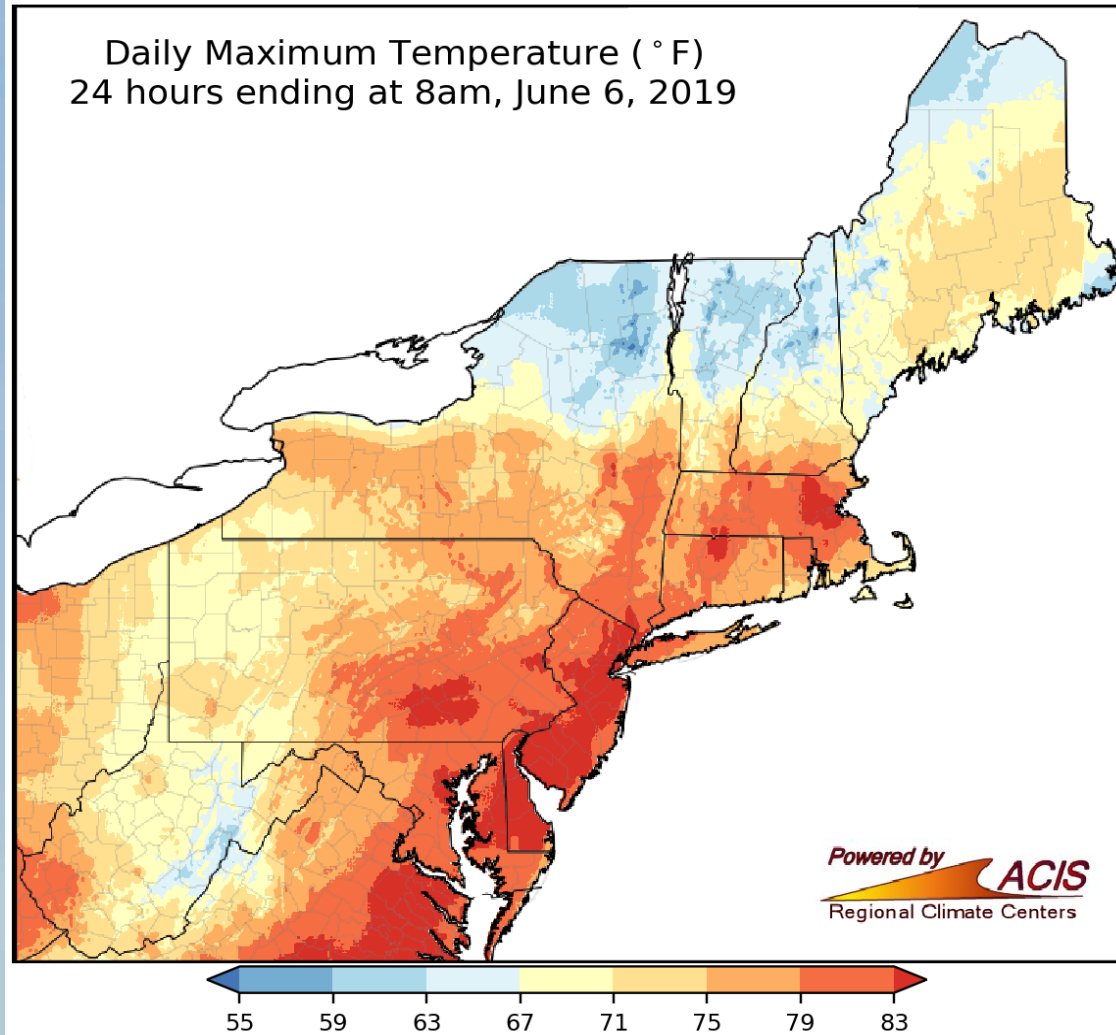 Daily Maximum Temperature (°F)
24 hours ending at 8am, June 6, 2019
Powered by ACIS
Regional Climate Centers
55 59 63 67 71 75 79 83